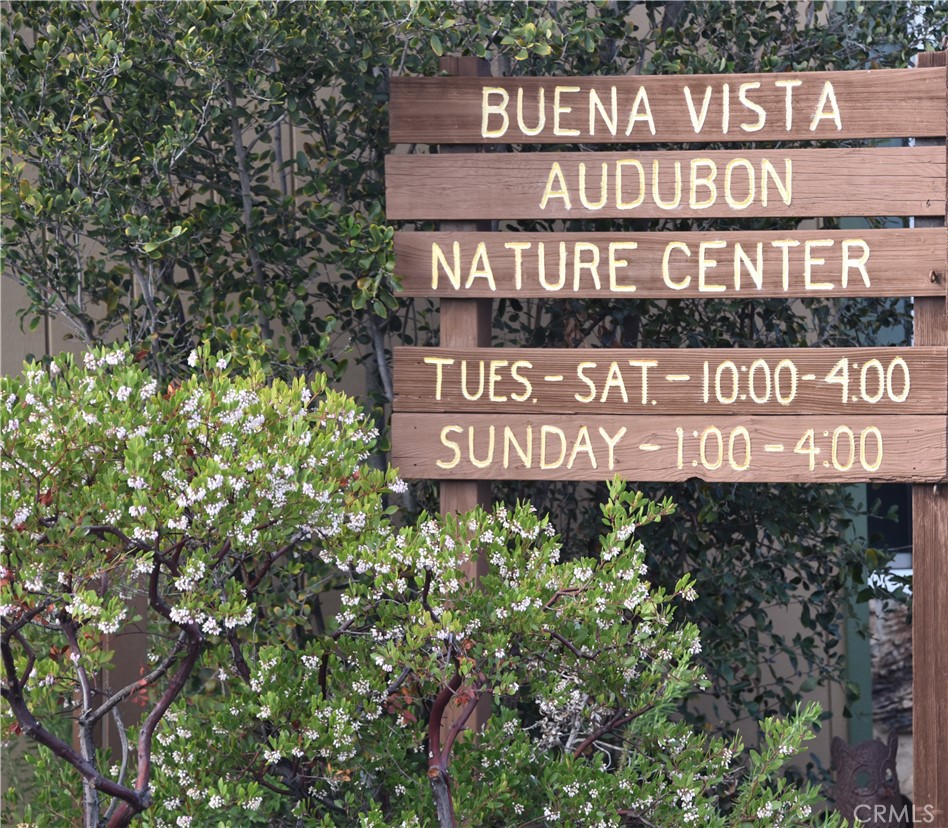 BUENA VISTA
AUDUBON
NATURE CENTER
TUES. - SAT. - 10:00 - 4:00
SUNDAY - 1:00 - 4:00
CRMLS